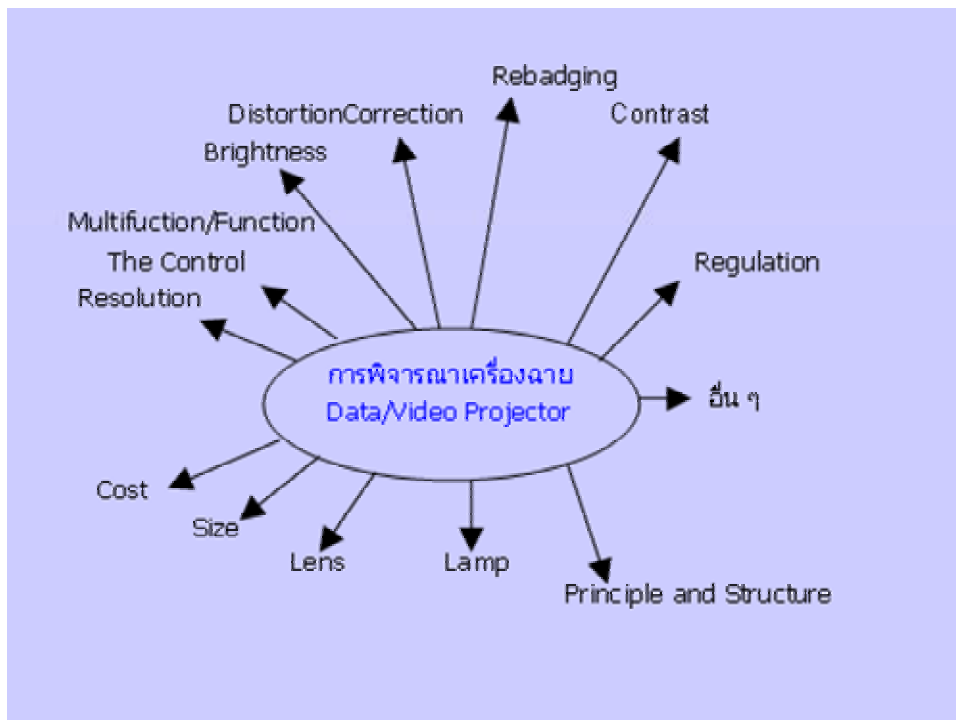 Rebadging
DistortionCorrection
Contrast
Brightness
Multifuction/Function
The Control
Regulation
Resolution
การพิจารณาเครื่องฉาย
Data/Video Projector
อื่น ๆ
Cost
Size
Lens
Lamp
Principle and Structure